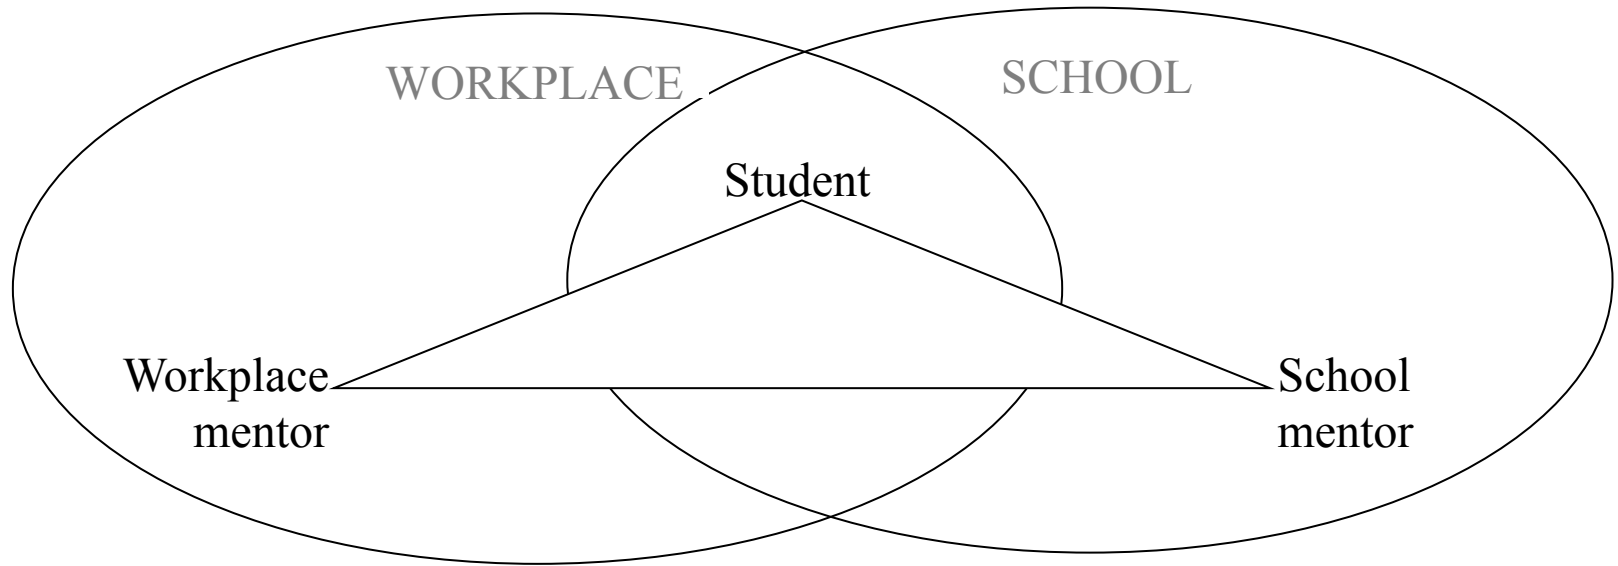 WORKPLACE
SCHOOL
Student
Workplace
mentor
School
mentor